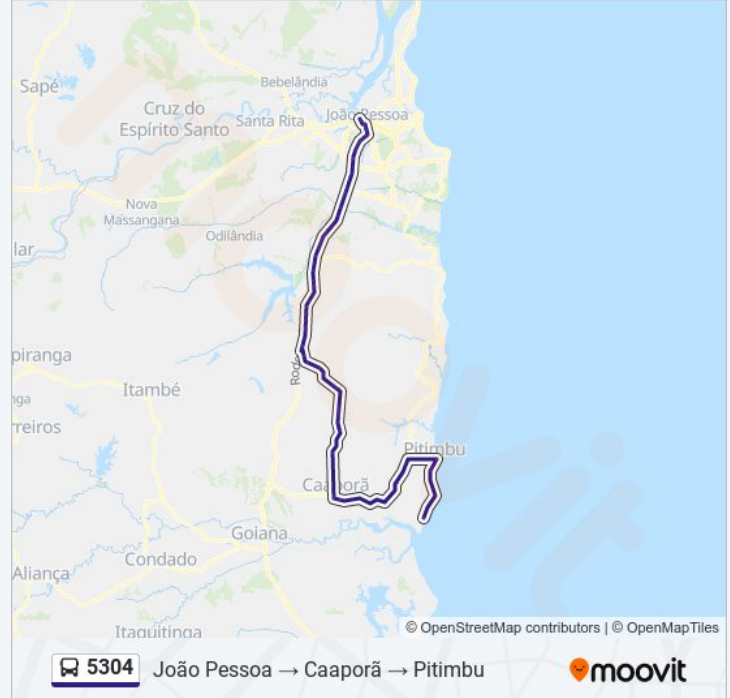 Sapé
Bebelândia
Cruz do
Espírito Santo
Santa Rita
João Pessoa
Nova
Massangana
Odilândia
lar
Rod
piranga
Itambé
nga
rreiros
Pitimbu
Caaporã
Goiana
Condado
Aliança
Itaquitinga
© OpenStreetMap contributors | © OpenMapTiles
5304 João Pessoa → Caaporã → Pitimbu
moovit